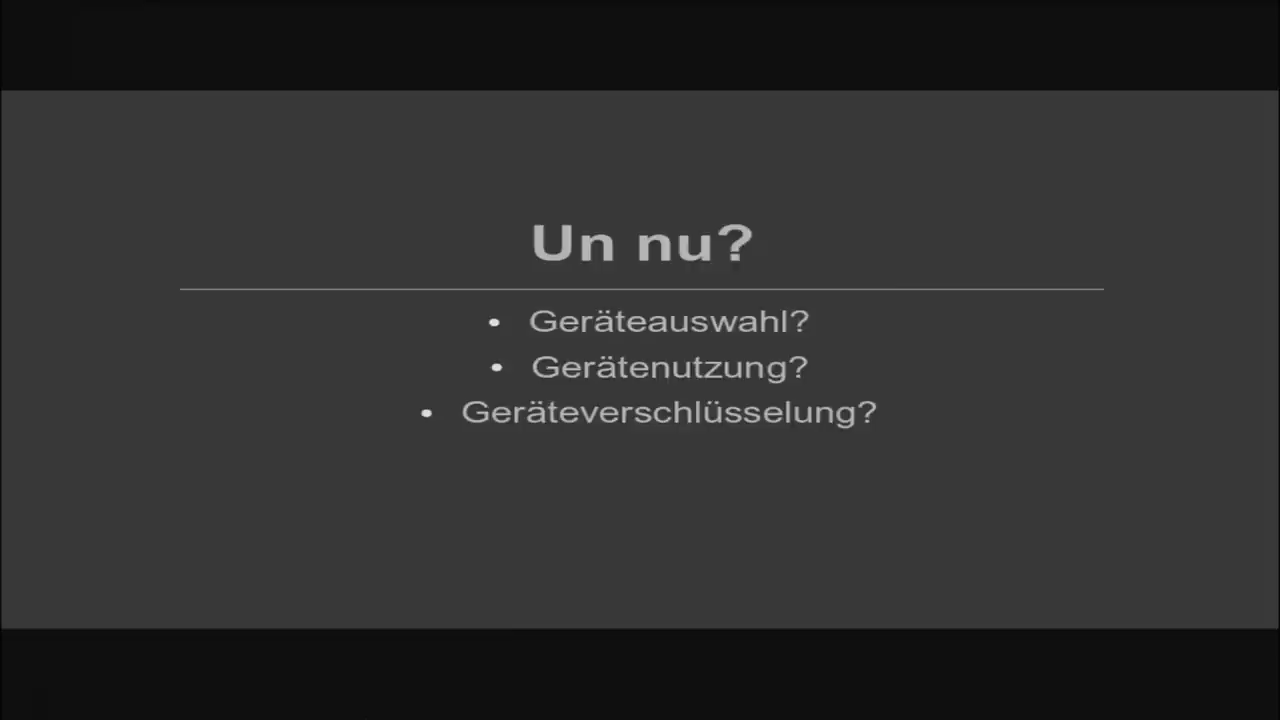 Un nu?
• Geräteauswahl?
• Gerätenutzung?
• Geräteverschlüsselung?